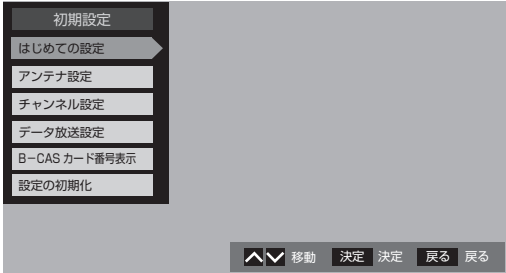 初期設定
はじめての設定
アンテナ設定
チャンネル設定
データ放送設定
B-CASカード番号表示
設定の初期化
移動 決定 決定 戻る 戻る